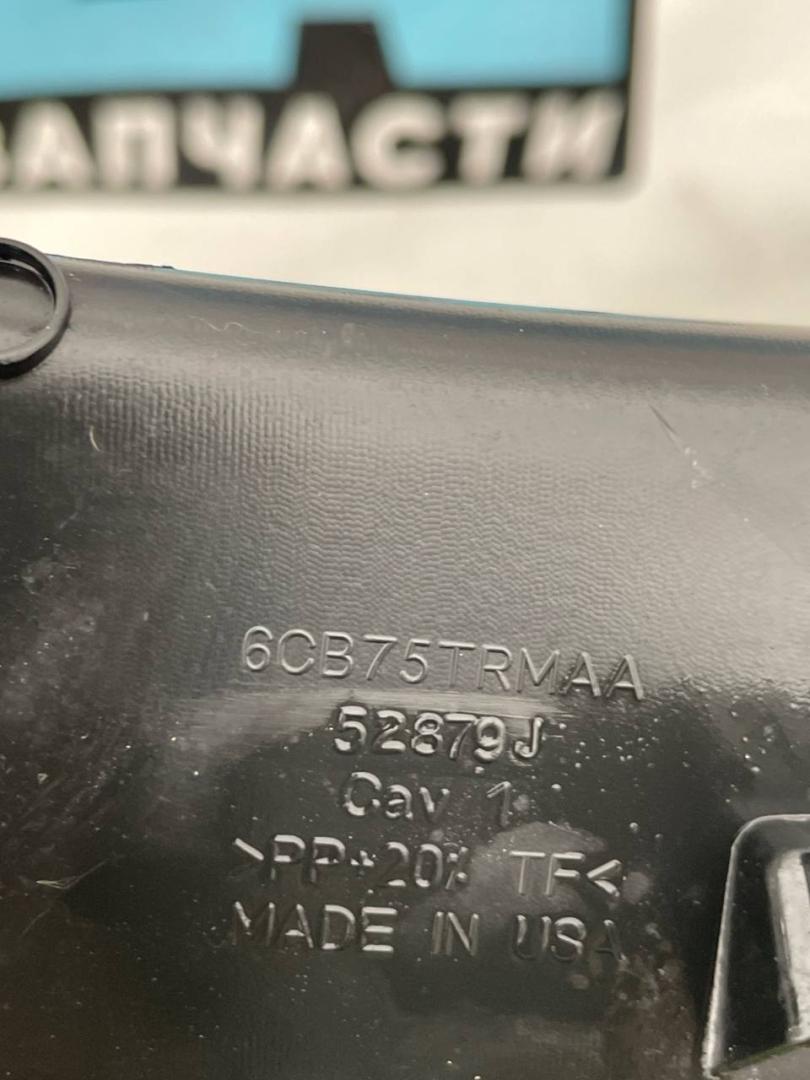 ЗАПЧАСТИ
6CB75TRMAA
52879J
Cav 1
>PP+20% TF<
MADE IN USA